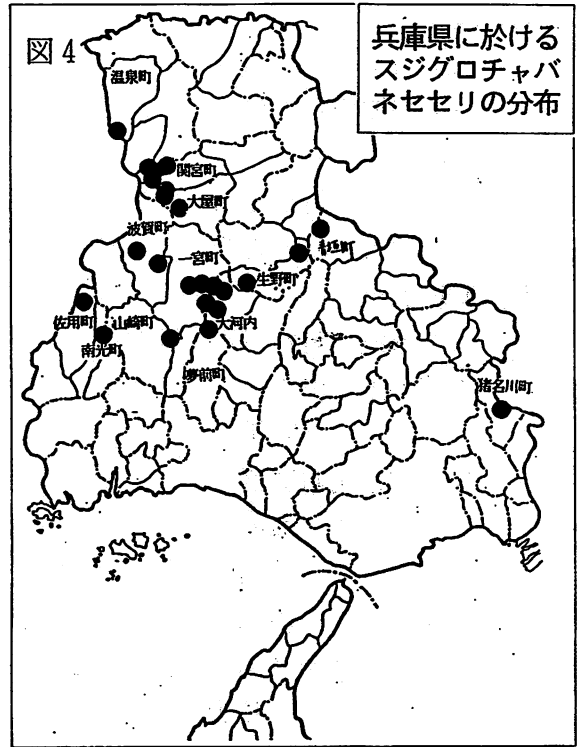 図4
兵庫県に於ける
スジグロチャバ
ネセセリの分布
温泉町
関宮町
大屋町
波賀町
一宮町
青垣町
生野町
佐用町
山崎町
大河内
南光町
夢前町
猪名川町